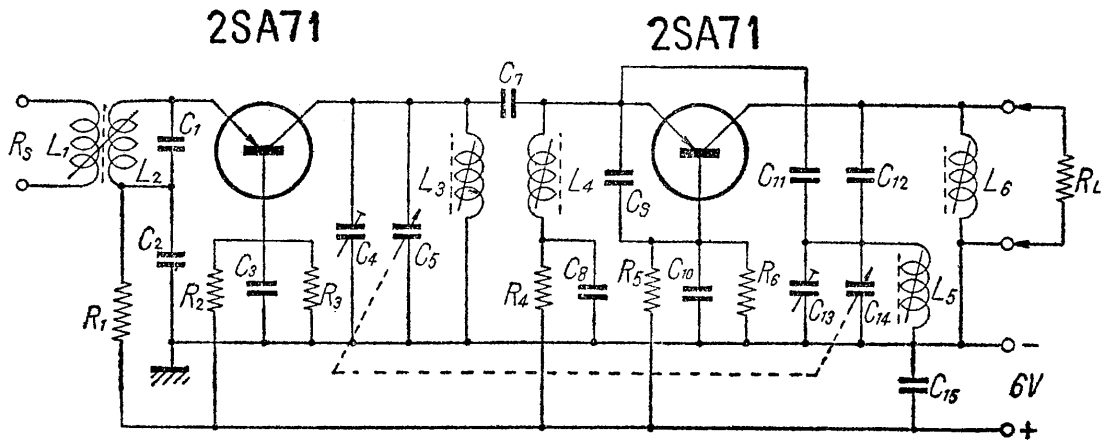 2SA71
2SA71
C7
RS
L1
L2
C1
L3
L4
C9
C11
C12
L6
RL
C2
C3
C4
C5
R1
R2
R3
R4
C8
R5
C10
R6
C13
C14
L5
C15
6V
−
+